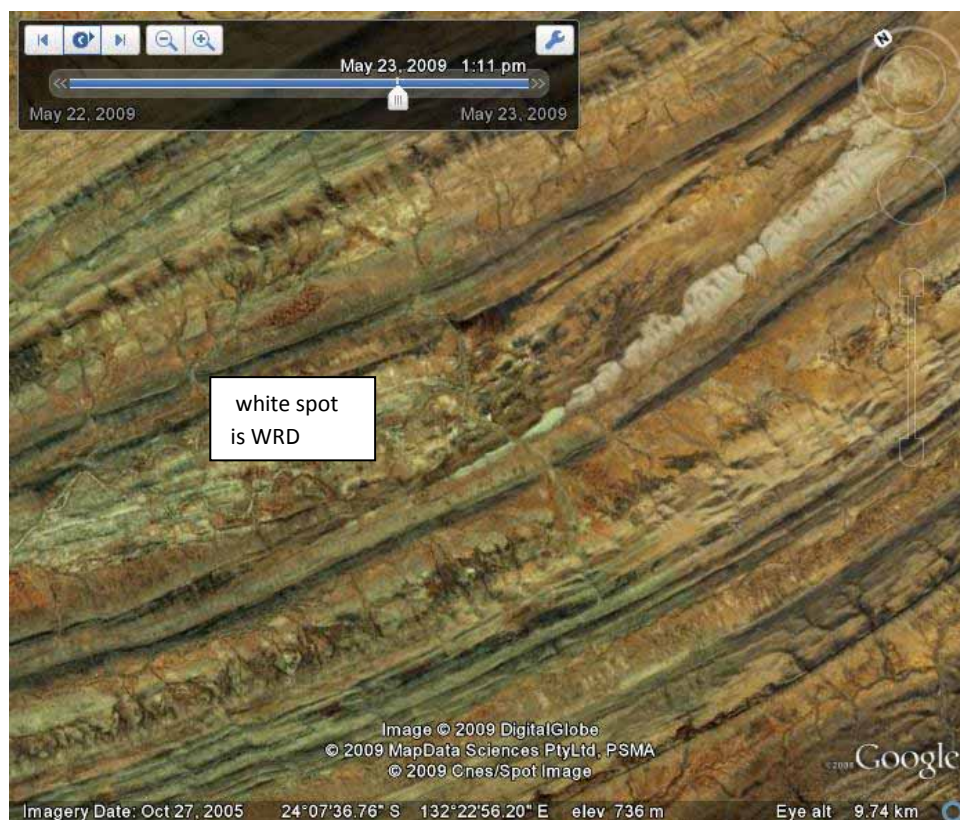 May 23, 2009 1:11 pm
May 22, 2009 May 23, 2009
N
white spot
is WRD
Image © 2009 DigitalGlobe
© 2009 MapData Sciences PtyLtd, PSMA
© 2009 Cnes/Spot Image
©2009 Google
Imagery Date: Oct 27, 2005 24°07'36.76" S 132°22'56.20" E elev 736 m Eye alt 9.74 km